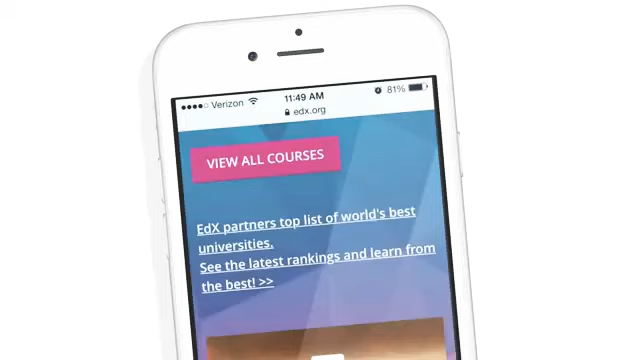 Verizon 11:49 AM 81%
edx.org
VIEW ALL COURSES
EdX partners top list of world's best
universities.
See the latest rankings and learn from
the best! >>